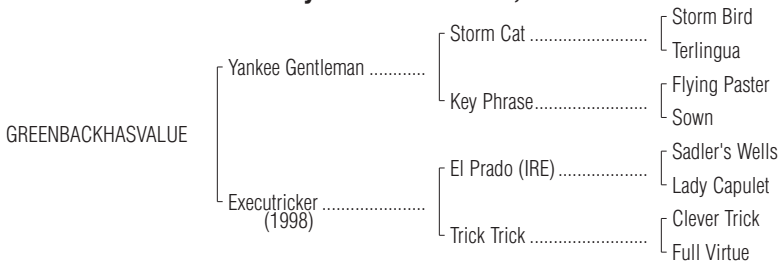 Storm Bird
Storm Cat ......................
Terlingua
Yankee Gentleman ............
Flying Paster
Key Phrase......................
Sown
GREENBACKHASVALUE
Sadler's Wells
El Prado (IRE) .................
Lady Capulet
Executricker .....................
(1998)
Clever Trick
Trick Trick ......................
Full Virtue